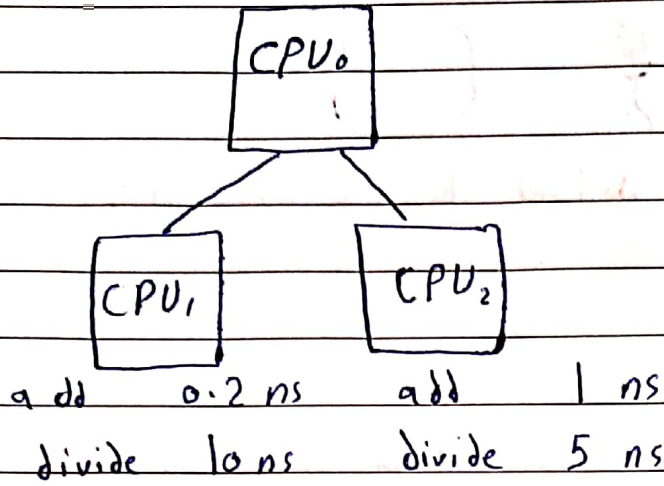 CPU₀
CPU₁ CPU₂
add 0.2 ns add 1 ns
divide 10 ns divide 5 ns